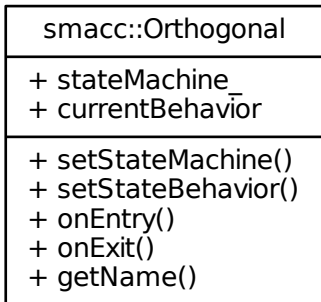 smacc::Orthogonal
+ stateMachine_
+ currentBehavior
+ setStateMachine()
+ setStateBehavior()
+ onEntry()
+ onExit()
+ getName()